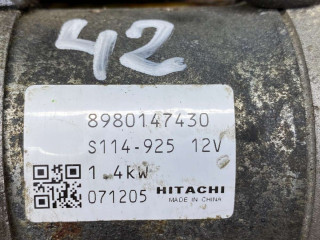 42
8980147430
S114-925 12V
1.4kW
071205 HITACHI
MADE IN CHINA